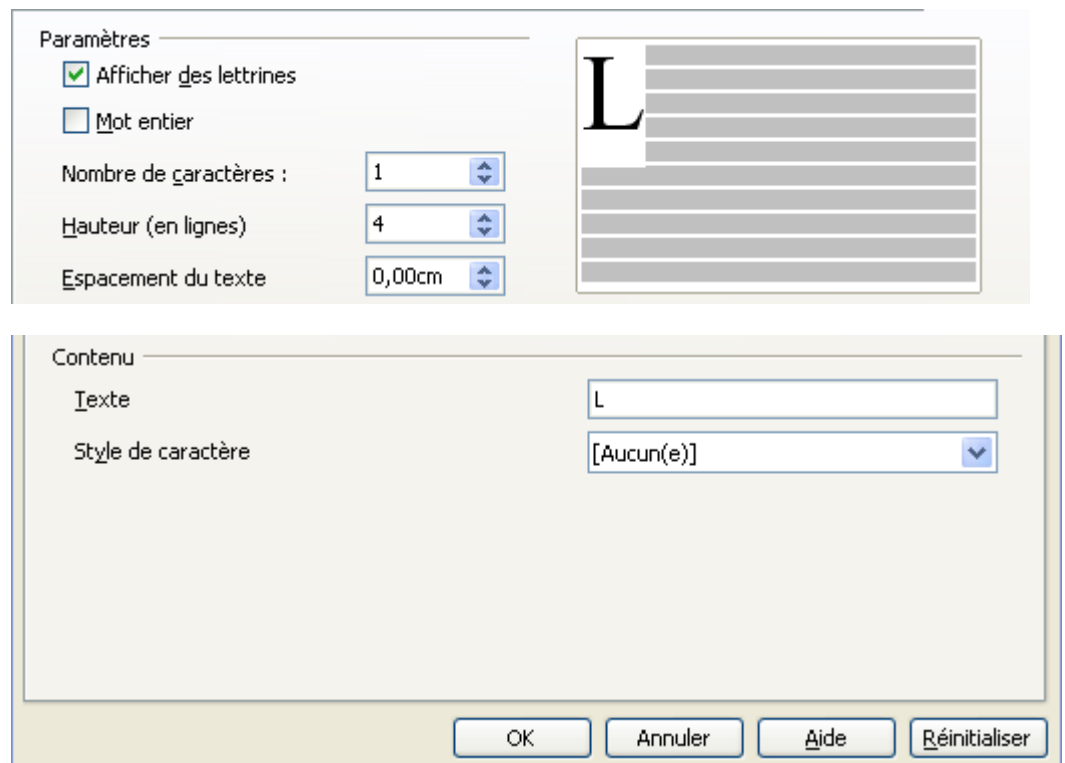 Paramètres
Afficher des lettrines
Mot entier
Nombre de caractères : 1
Hauteur (en lignes) 4
Espacement du texte 0,00cm
L
Contenu
Texte L
Style de caractère [Aucun(e)]
OK Annuler Aide Réinitialiser